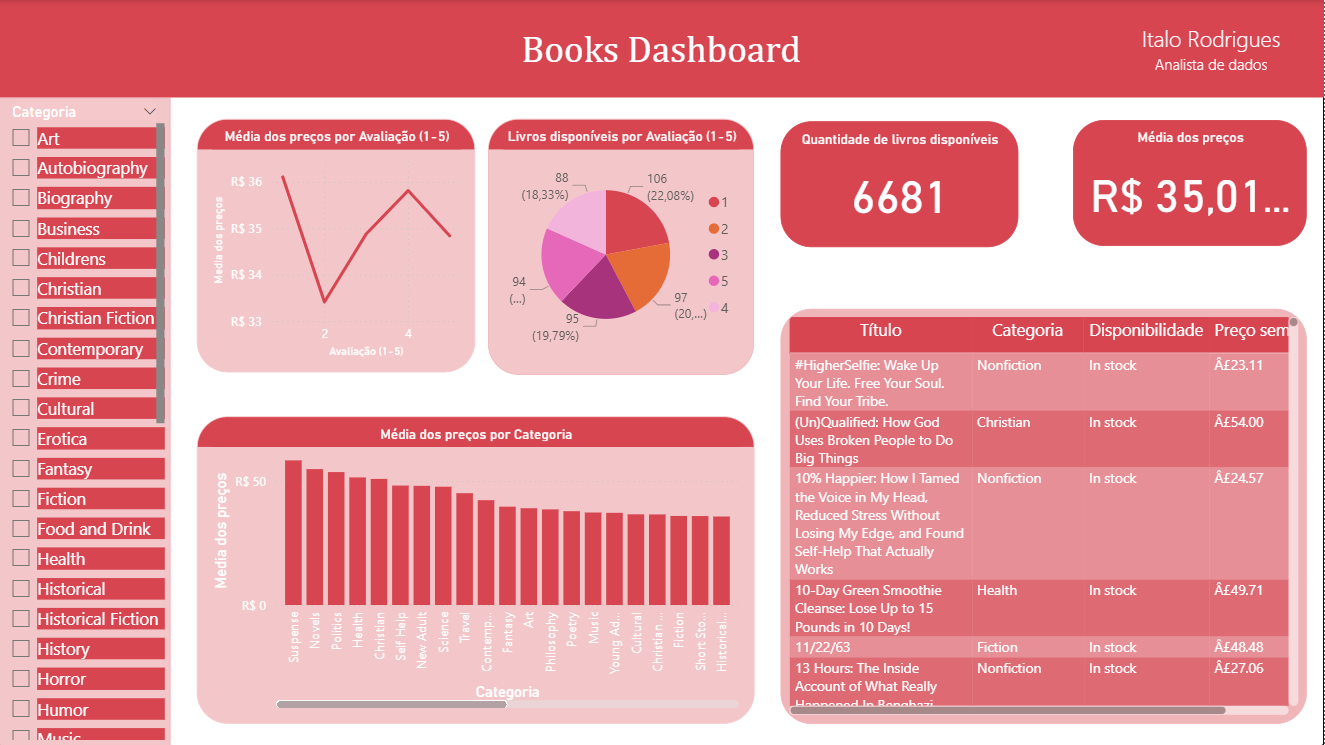 Books Dashboard
Italo Rodrigues
Analista de dados
Categoria
Art
Autobiography
Biography
Business
Childrens
Christian
Christian Fiction
Contemporary
Crime
Cultural
Erotica
Fantasy
Fiction
Food and Drink
Health
Historical
Historical Fiction
History
Horror
Humor
Music
Média dos preços por Avaliação (1-5)
Media dos preços
R$ 36
R$ 35
R$ 34
R$ 33
2
4
Avaliação (1-5)
Livros disponíveis por Avaliação (1-5)
88
(18,33%)
106
(22,08%)
94
(...)
95
(19,79%)
97
(20,...)
1
2
3
5
4
Quantidade de livros disponíveis
6681
Média dos preços
R$ 35,01...
Média dos preços por Categoria
Media dos preços
R$ 50
R$ 0
Suspense
Novels
Politics
Health
Christian
Self Help
New Adult
Science
Travel
Contemp...
Fantasy
Art
Philosophy
Poetry
Music
Young Ad...
Cultural
Christian ...
Fiction
Short Sto...
Historical...
Categoria
Título Categoria Disponibilidade Preço sem
#HigherSelfie: Wake Up Nonfiction In stock Â£23.11
Your Life. Free Your Soul.
Find Your Tribe.
(Un)Qualified: How God Christian In stock Â£54.00
Uses Broken People to Do
Big Things
10% Happier: How I Tamed Nonfiction In stock Â£24.57
the Voice in My Head,
Reduced Stress Without
Losing My Edge, and Found
Self-Help That Actually
Works
10-Day Green Smoothie Health In stock Â£49.71
Cleanse: Lose Up to 15
Pounds in 10 Days!
11/22/63 Fiction In stock Â£48.48
13 Hours: The Inside Nonfiction In stock Â£27.06
Account of What Really
Happened In Benghazi